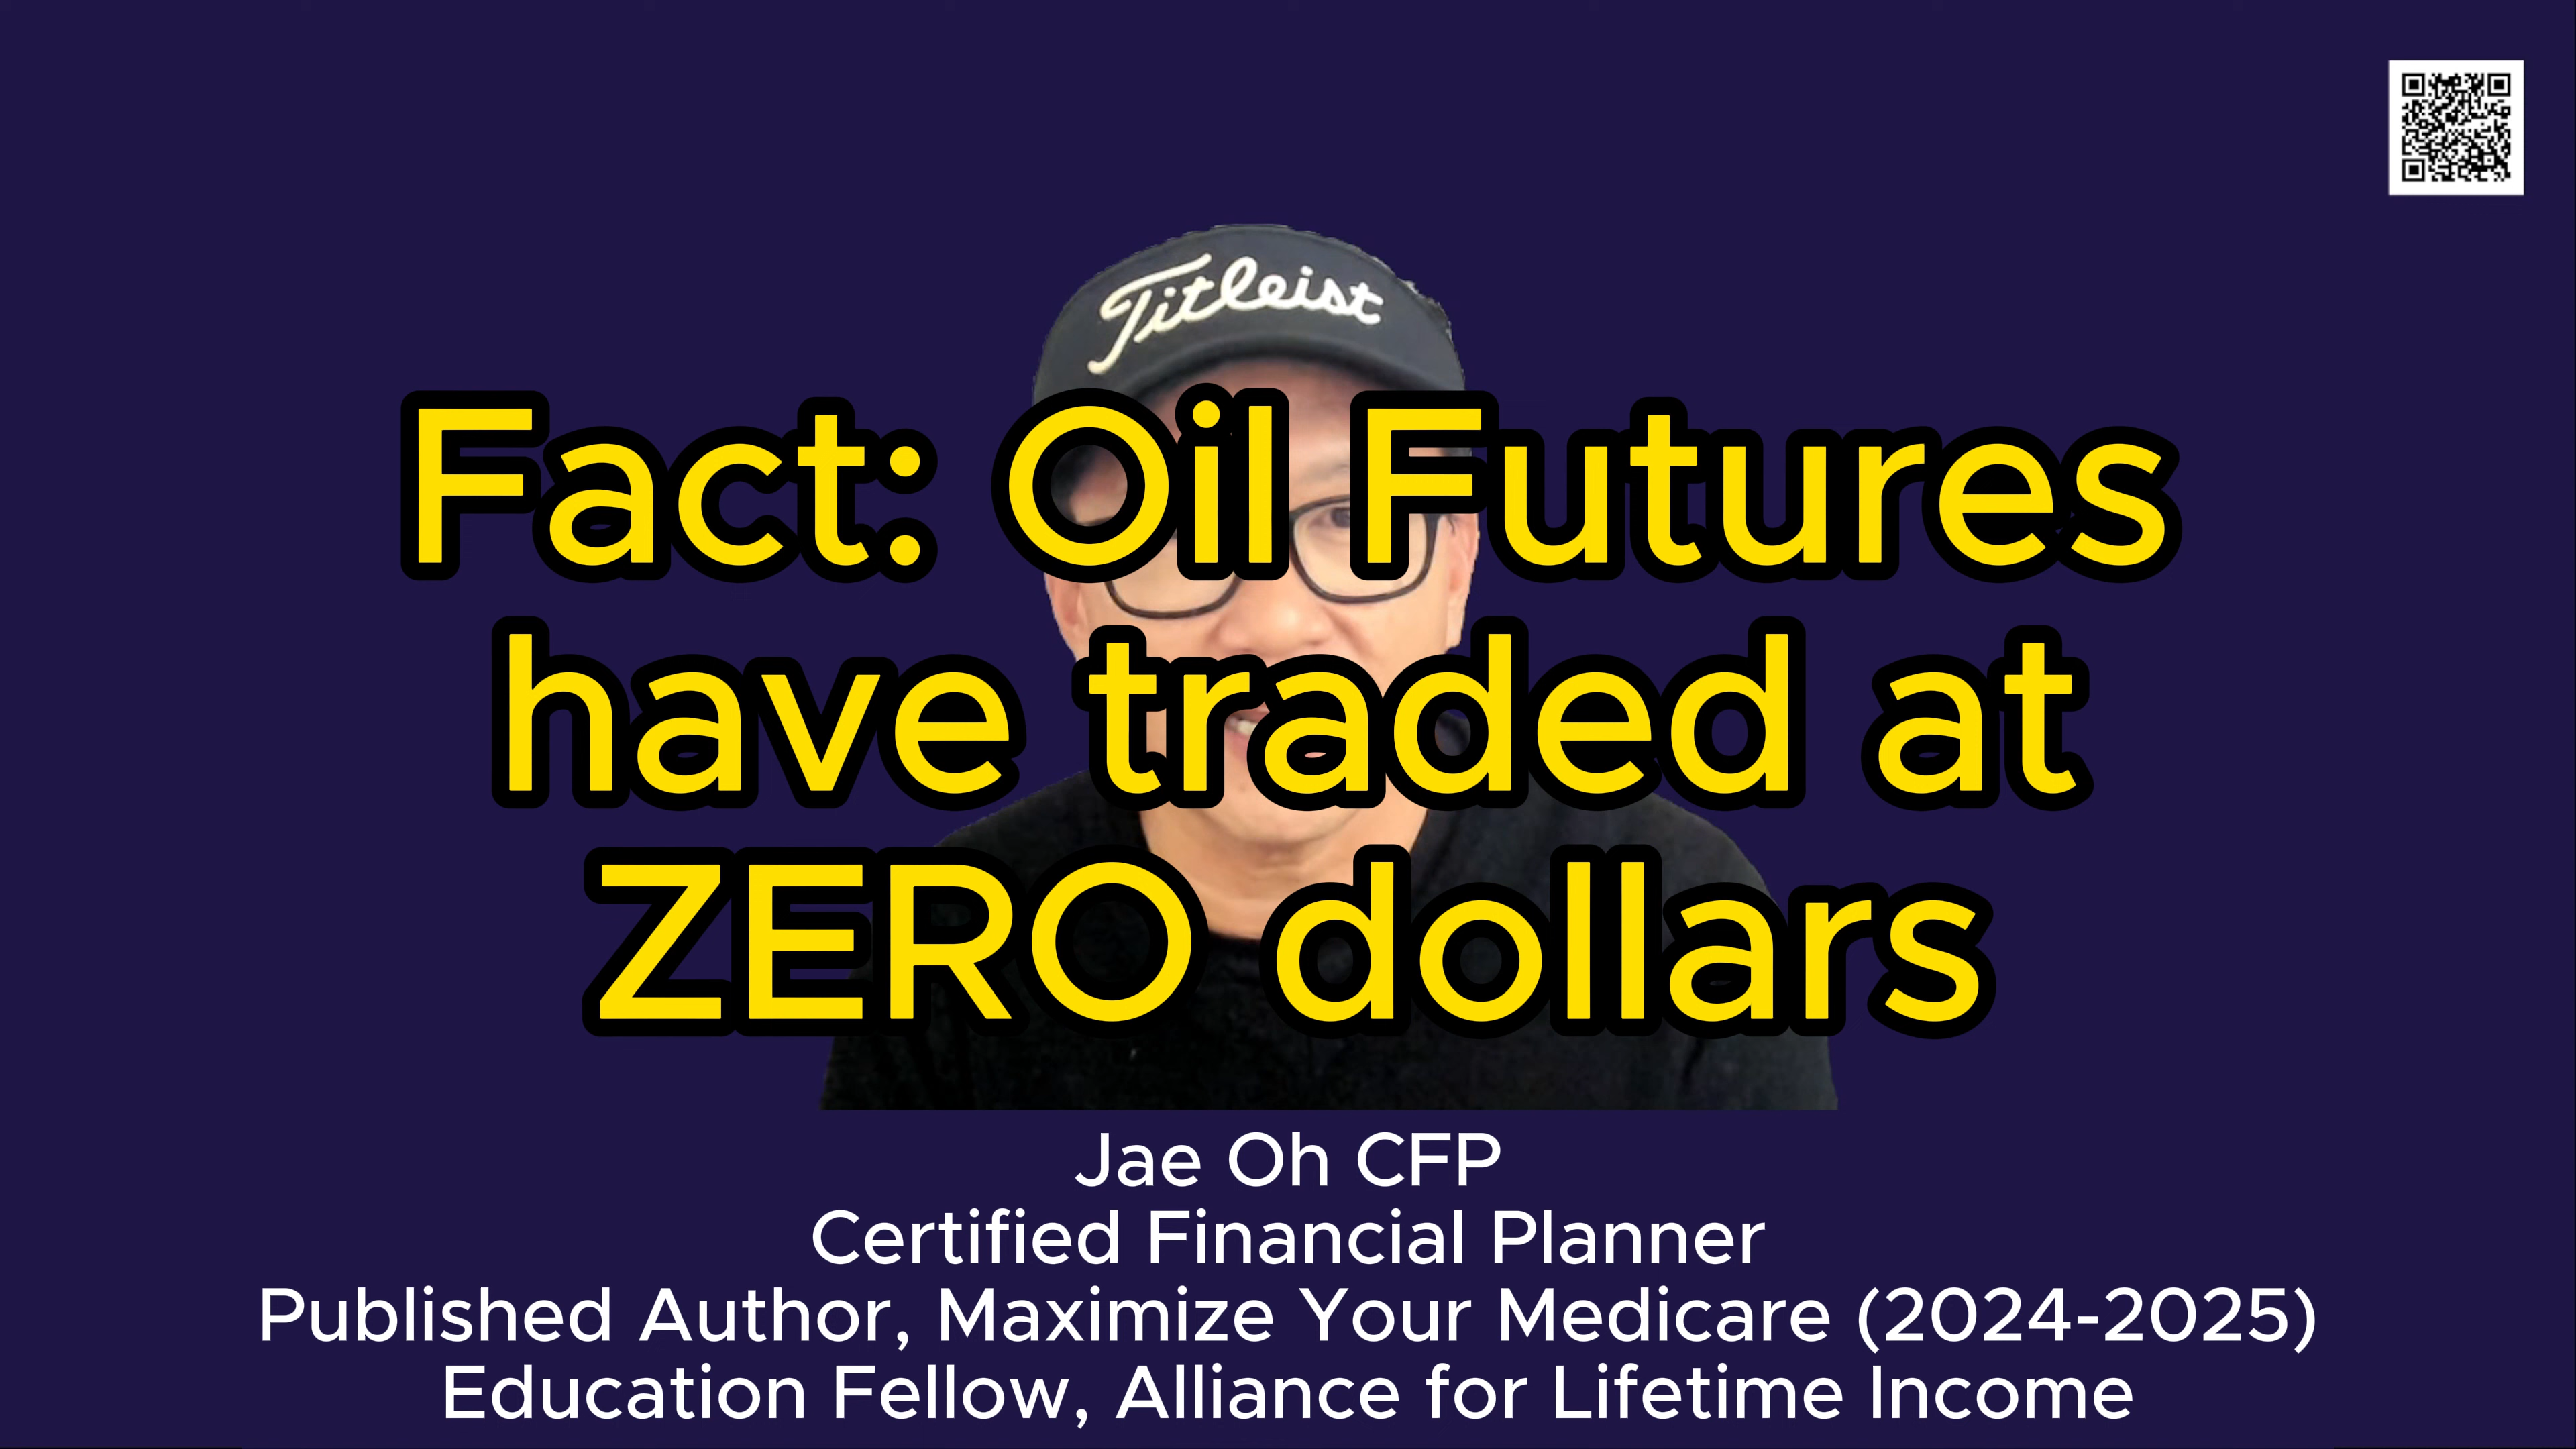 Titleist
Fact: Oil Futures
have traded at
ZERO dollars
Jae Oh CFP
Certified Financial Planner
Published Author, Maximize Your Medicare (2024-2025)
Education Fellow, Alliance for Lifetime Income